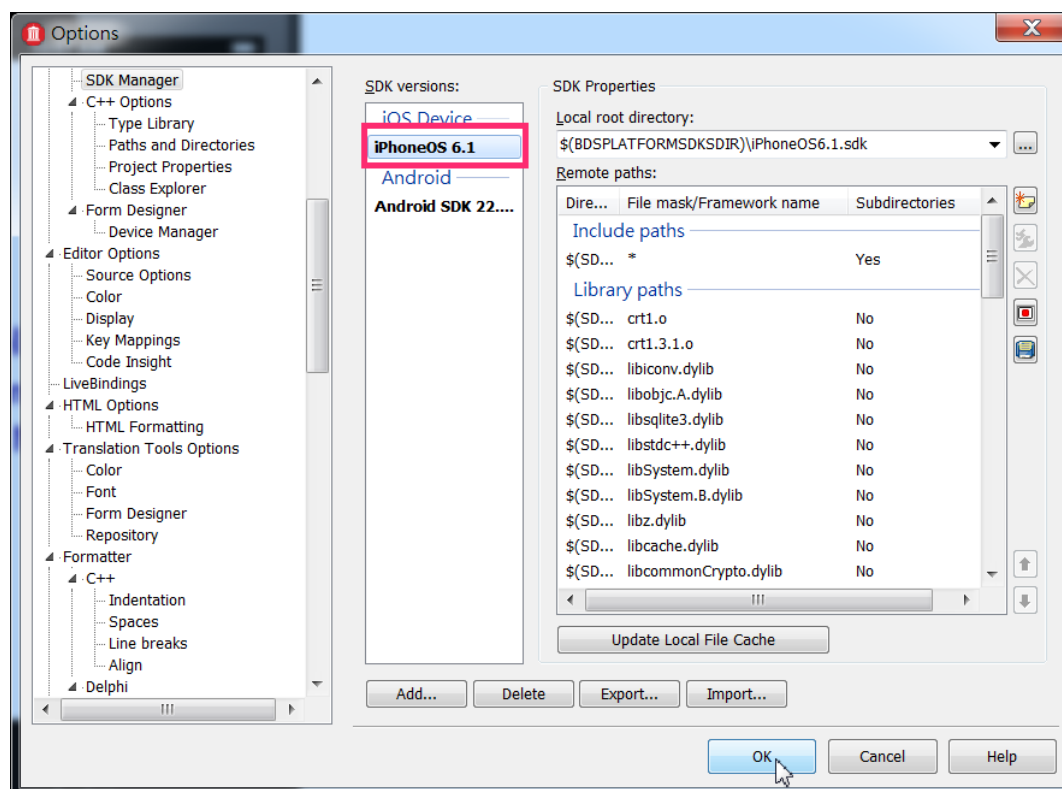 Options
SDK Manager
C++ Options
Type Library
Paths and Directories
Project Properties
Class Explorer
Form Designer
Device Manager
Editor Options
Source Options
Color
Display
Key Mappings
Code Insight
LiveBindings
HTML Options
HTML Formatting
Translation Tools Options
Color
Font
Form Designer
Repository
Formatter
C++
Indentation
Spaces
Line breaks
Align
Delphi
SDK versions:
iOS Device
iPhoneOS 6.1
Android
Android SDK 22....
SDK Properties
Local root directory:
$(BDSPLATFORMSDKSDIR)\iPhoneOS6.1.sdk
...
Remote paths:
Dire... File mask/Framework name Subdirectories
Include paths
$(SD... * Yes
Library paths
$(SD... crt1.o No
$(SD... crt1.3.1.o No
$(SD... libiconv.dylib No
$(SD... libobjc.A.dylib No
$(SD... libsqlite3.dylib No
$(SD... libstdc++.dylib No
$(SD... libSystem.dylib No
$(SD... libSystem.B.dylib No
$(SD... libz.dylib No
$(SD... libcache.dylib No
$(SD... libcommonCrypto.dylib No
Update Local File Cache
Add... Delete Export... Import...
OK Cancel Help